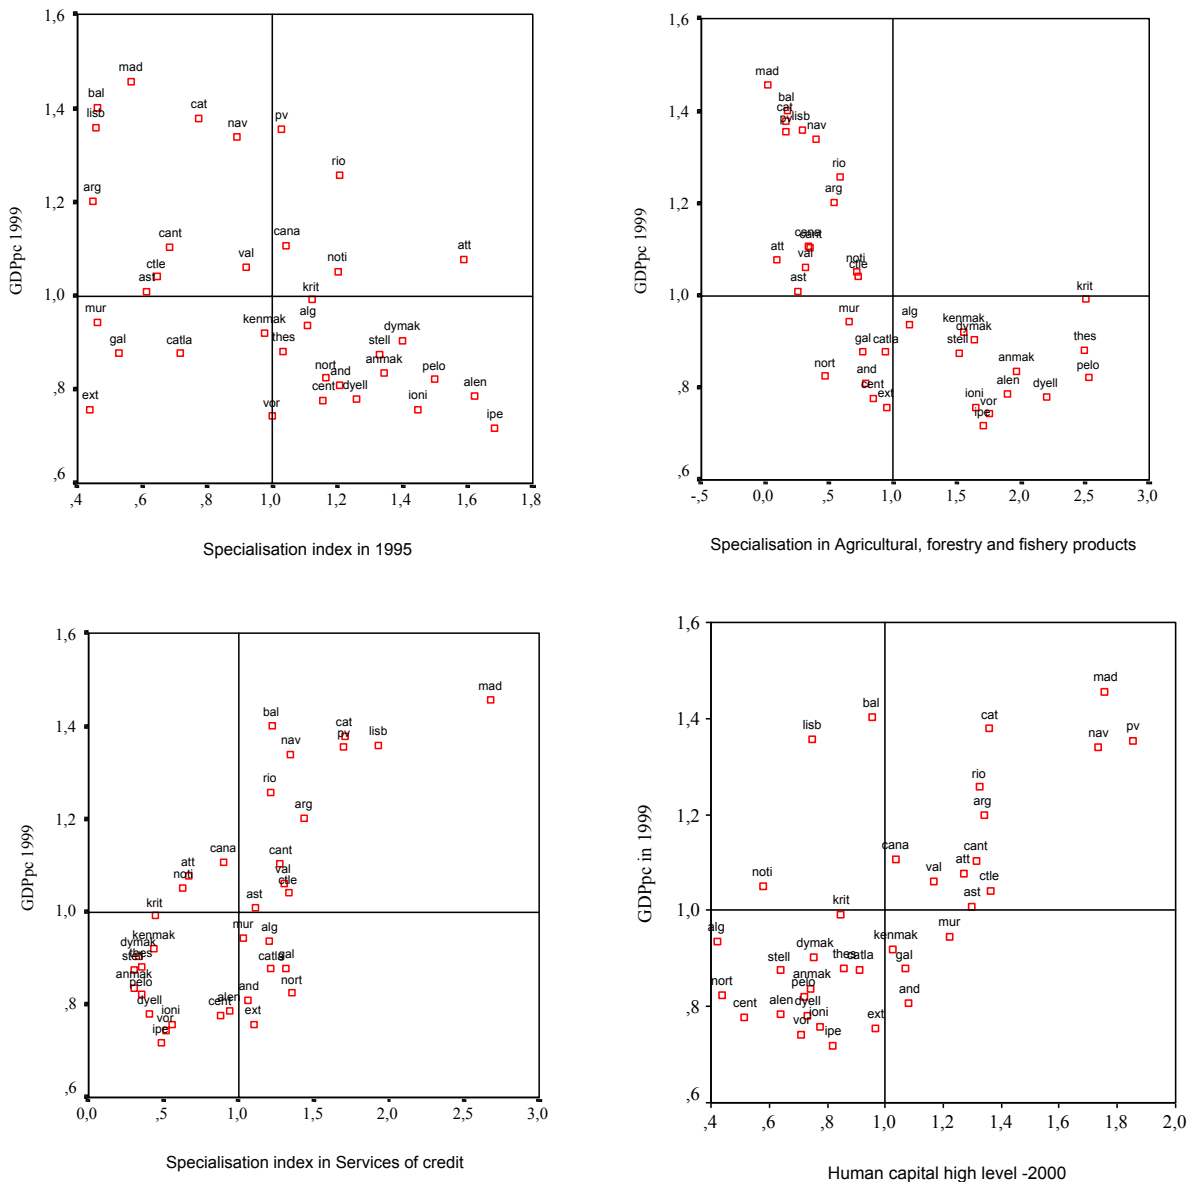 1,6
mad
bal
1,4
lisb
cat
nav
pv
rio
arg
1,2
GDPpc 1999
cant
cana
att
val
noti
ctle
ast
1,0
krit
mur
alg
kenmak
gal
catla
thes
stell
dymak
nort
and
anmak
pelo
,8
ext
vor
cent
dyell
ioni
alen
ipe
,6
,4 ,6 ,8 1,0 1,2 1,4 1,6 1,8
Specialisation index in 1995
1,6
mad
bal
1,4
cat
pv
lisb
nav
rio
arg
1,2
GDPpc 1999
cana
cant
att
val
noti
ctle
ast
1,0
krit
mur
alg
kenmak
dymak
gal
catla
stell
thes
nort
and
anmak
pelo
,8
cent
ext
alen
dyell
ioni
vor
ipe
,6
-,5 0,0 ,5 1,0 1,5 2,0 2,5 3,0
Specialisation in Agricultural, forestry and fishery products
1,6
mad
bal
1,4
cat
pv
lisb
nav
rio
arg
1,2
GDPpc 1999
cana
cant
att
noti
val
ctle
ast
krit
1,0
mur
alg
kenmak
dymak
thes
stell
catla
gal
anmak
pelo
nort
and
,8
dyell
cent
alen
ioni
vor
ext
ipe
,6
0,0 ,5 1,0 1,5 2,0 2,5 3,0
Specialisation index in Services of credit
1,6
mad
bal
cat
1,4
lisb
nav
pv
rio
arg
1,2
GDPpc in 1999
cana
cant
val
att
noti
ctle
ast
krit
1,0
alg
mur
kenmak
dymak
stell
thes
catla
gal
anmak
nort
pelo
and
,8
cent
alen
dyell
ioni
vor
ext
ipe
,6
,4 ,6 ,8 1,0 1,2 1,4 1,6 1,8 2,0
Human capital high level -2000